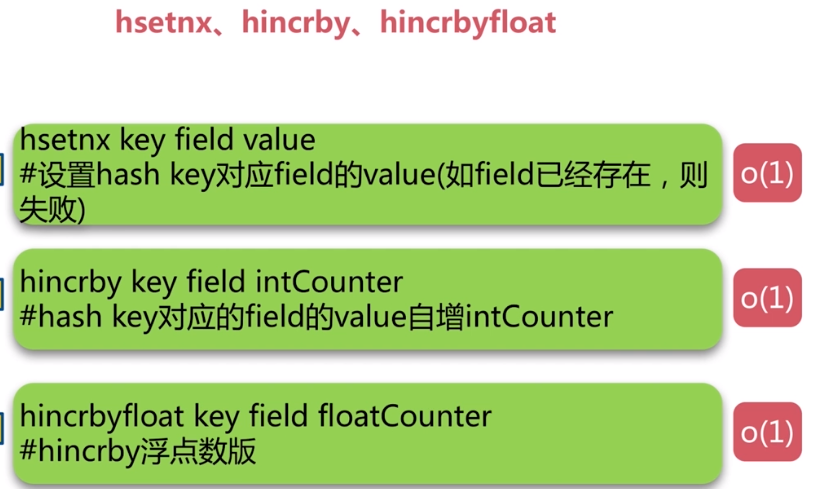 hsetnx、hincrby、hincrbyfloat
hsetnx key field value
#设置hash key对应field的value(如field已经存在，则
失败)
o(1)
hincrby key field intCounter
#hash key对应的field的value自增intCounter
o(1)
hincrbyfloat key field floatCounter
#hincrby浮点数版
o(1)